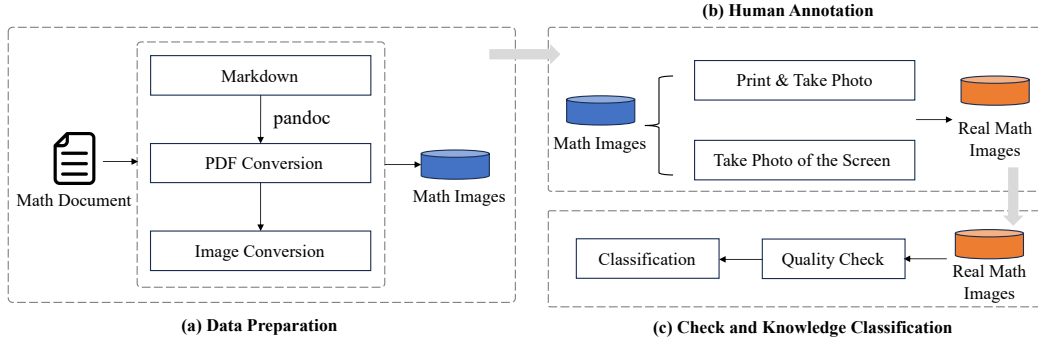 Markdown
pandoc
PDF Conversion
Math Document
Math Images
Image Conversion
(a) Data Preparation
(b) Human Annotation
Print & Take Photo
Math Images
Take Photo of the Screen
Real Math
Images
Classification
Quality Check
Real Math
Images
(c) Check and Knowledge Classification